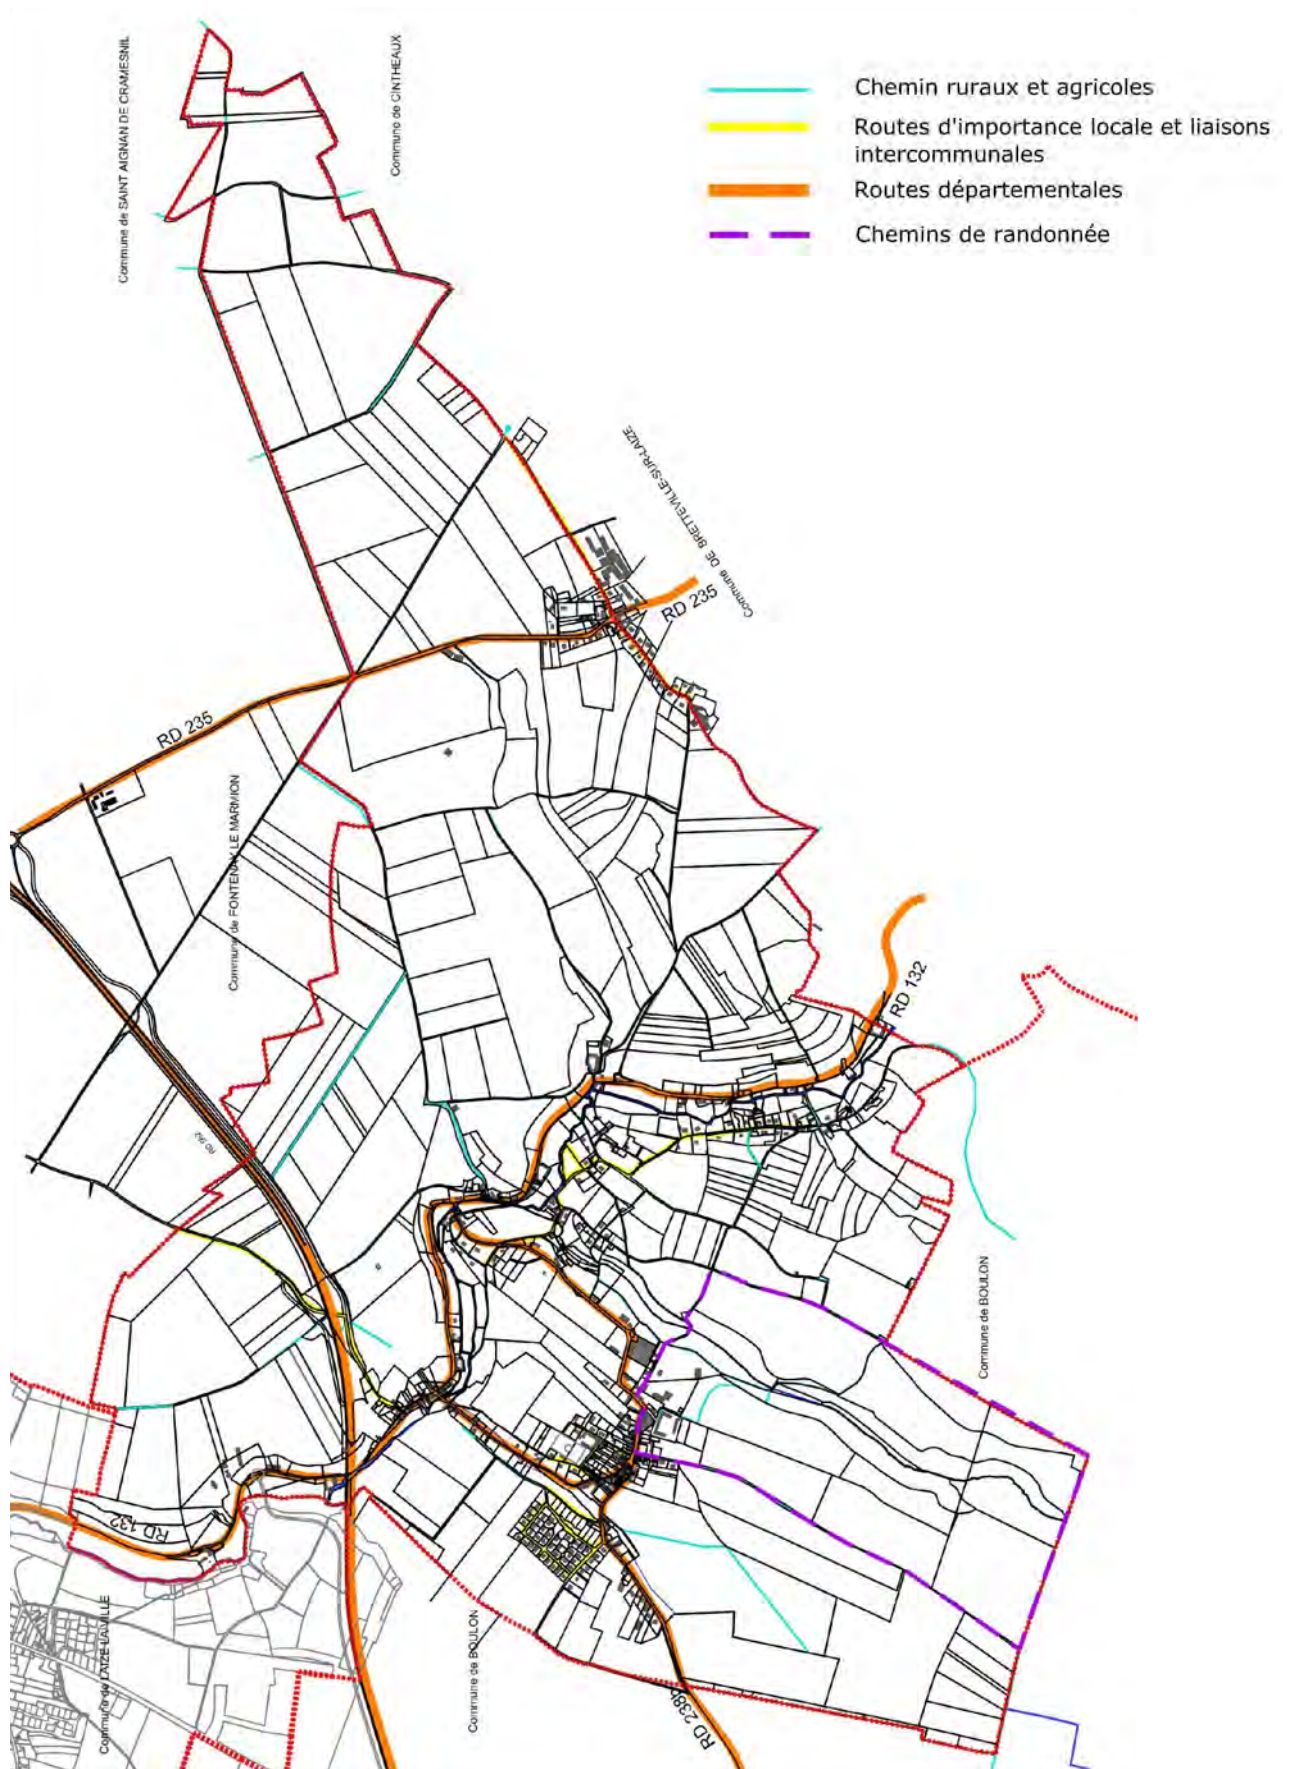 Commune de SAINT AIGNAN DE CRAMESNIL
Commune de CINTHEAUX
Chemin ruraux et agricoles
Routes d'importance locale et liaisons
intercommunales
Routes départementales
Chemins de randonnée
Commune DE BRETTEVILLE-SUR-LAIZE
RD 235
RD 235
Commune de FONTENAY LE MARMION
RD 132
Commune de BOULON
RD 132
Commune de LAIZE LA VILLE
Commune de BOULON
RD 238b